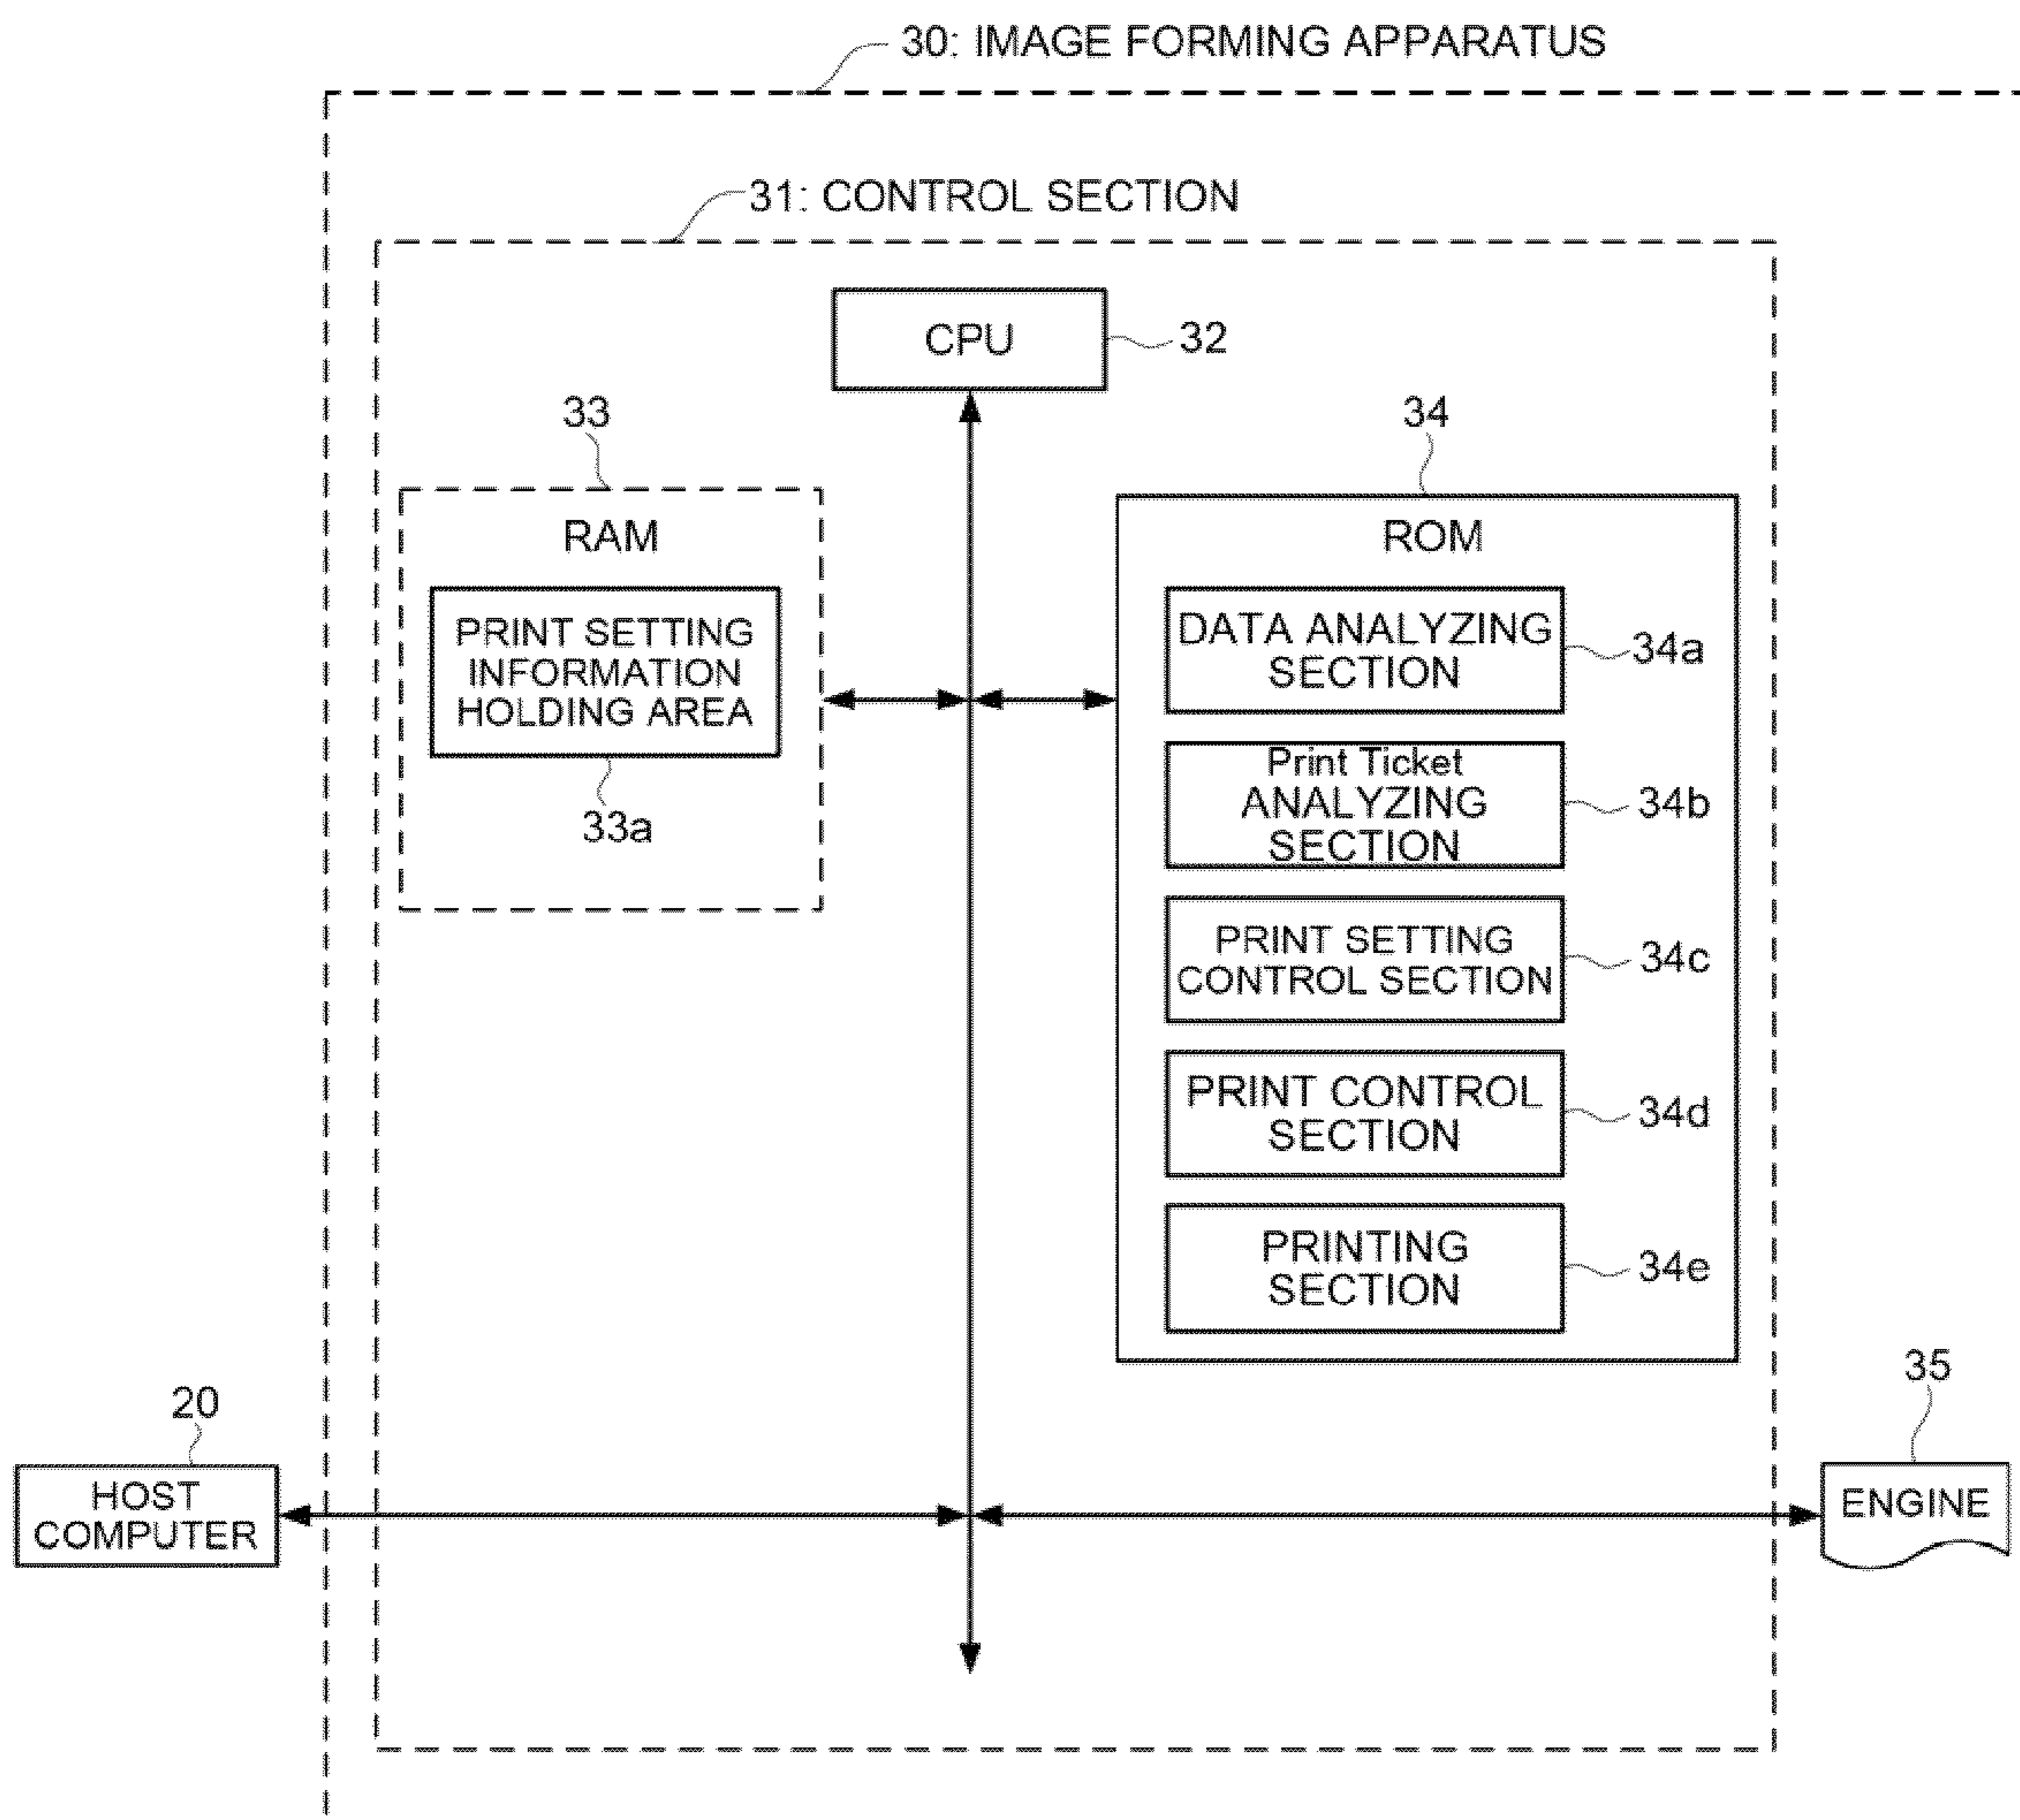 30: IMAGE FORMING APPARATUS
31: CONTROL SECTION
CPU
32
33
RAM
PRINT SETTING
INFORMATION
HOLDING AREA
33a
34
ROM
DATA ANALYZING
SECTION
34a
Print Ticket
ANALYZING
SECTION
34b
PRINT SETTING
CONTROL SECTION
34c
PRINT CONTROL
SECTION
34d
PRINTING
SECTION
34e
20
HOST
COMPUTER
35
ENGINE